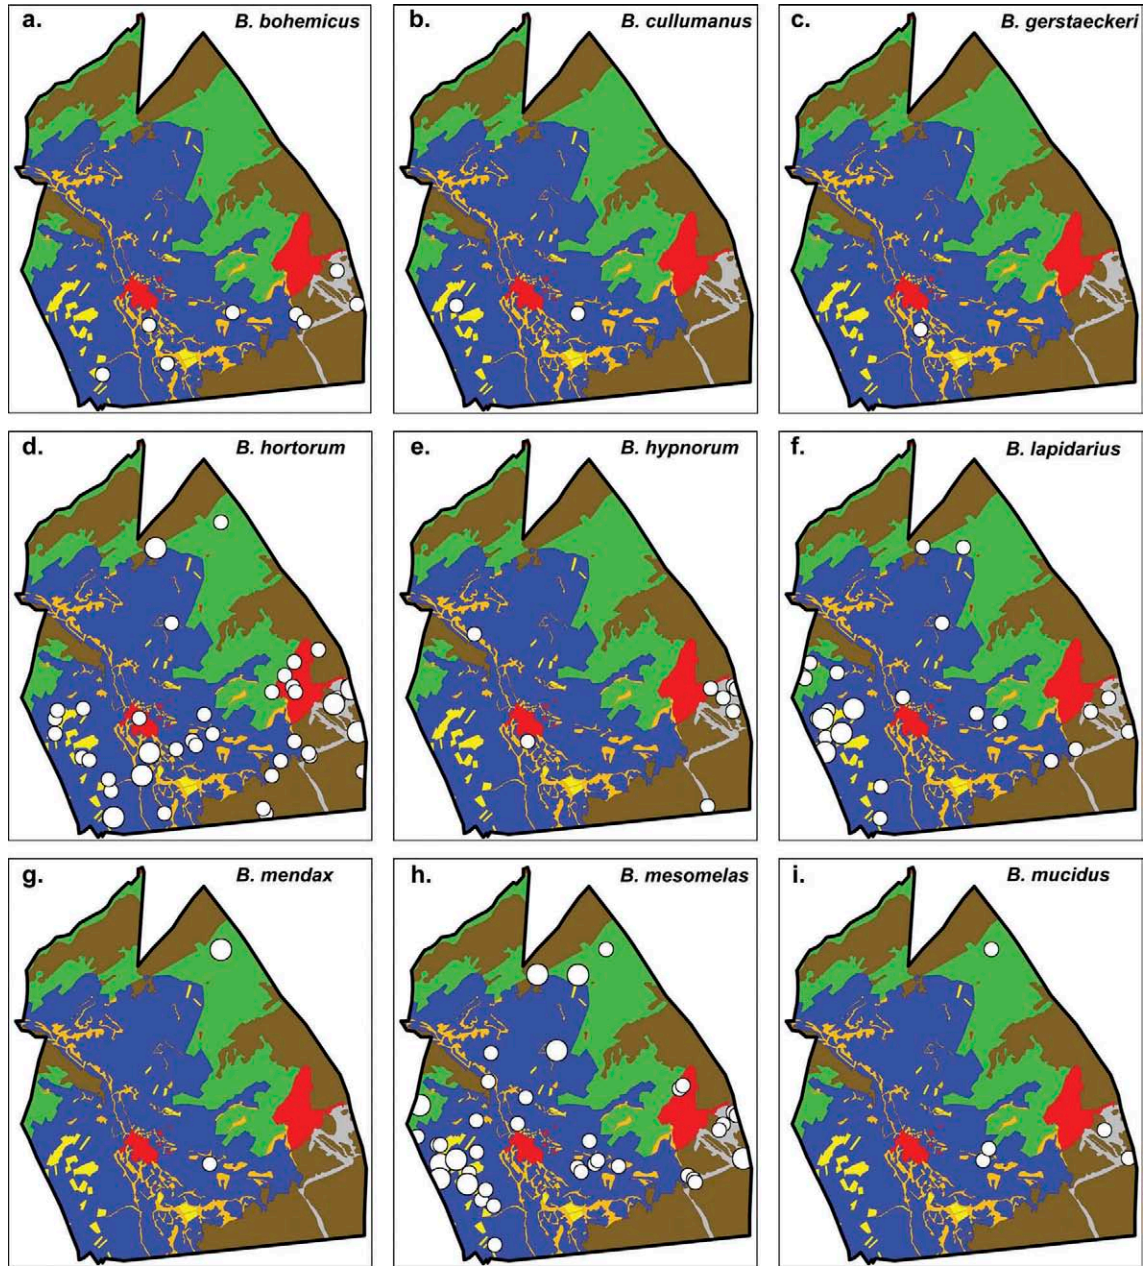 a. B. bohemicus
b. B. cullumanus
c. B. gerstaeckeri
d. B. hortorum
e. B. hypnorum
f. B. lapidarius
g. B. mendax
h. B. mesomelas
i. B. mucidus